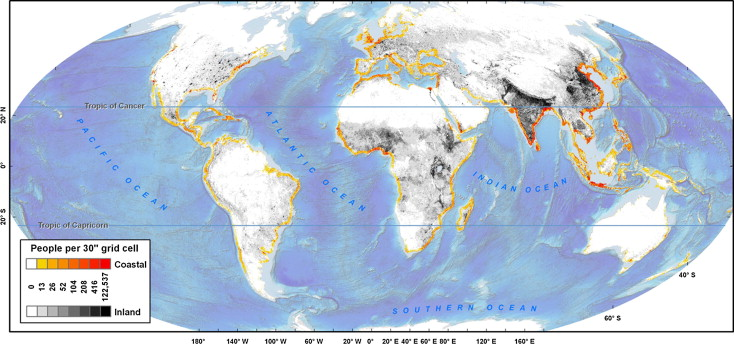 Tropic of Cancer
20° N
PACIFIC OCEAN
ATLANTIC OCEAN
INDIAN OCEAN
0°
20° S
Tropic of Capricorn
People per 30" grid cell
Coastal
0 13 26 52 104 208 416 122,537
Inland
40° S
SOUTHERN OCEAN
60° S
180° 140° W 100° W 60° W 20° W 0° 20° E 40° E 60° E 80° E 120° E 160° E